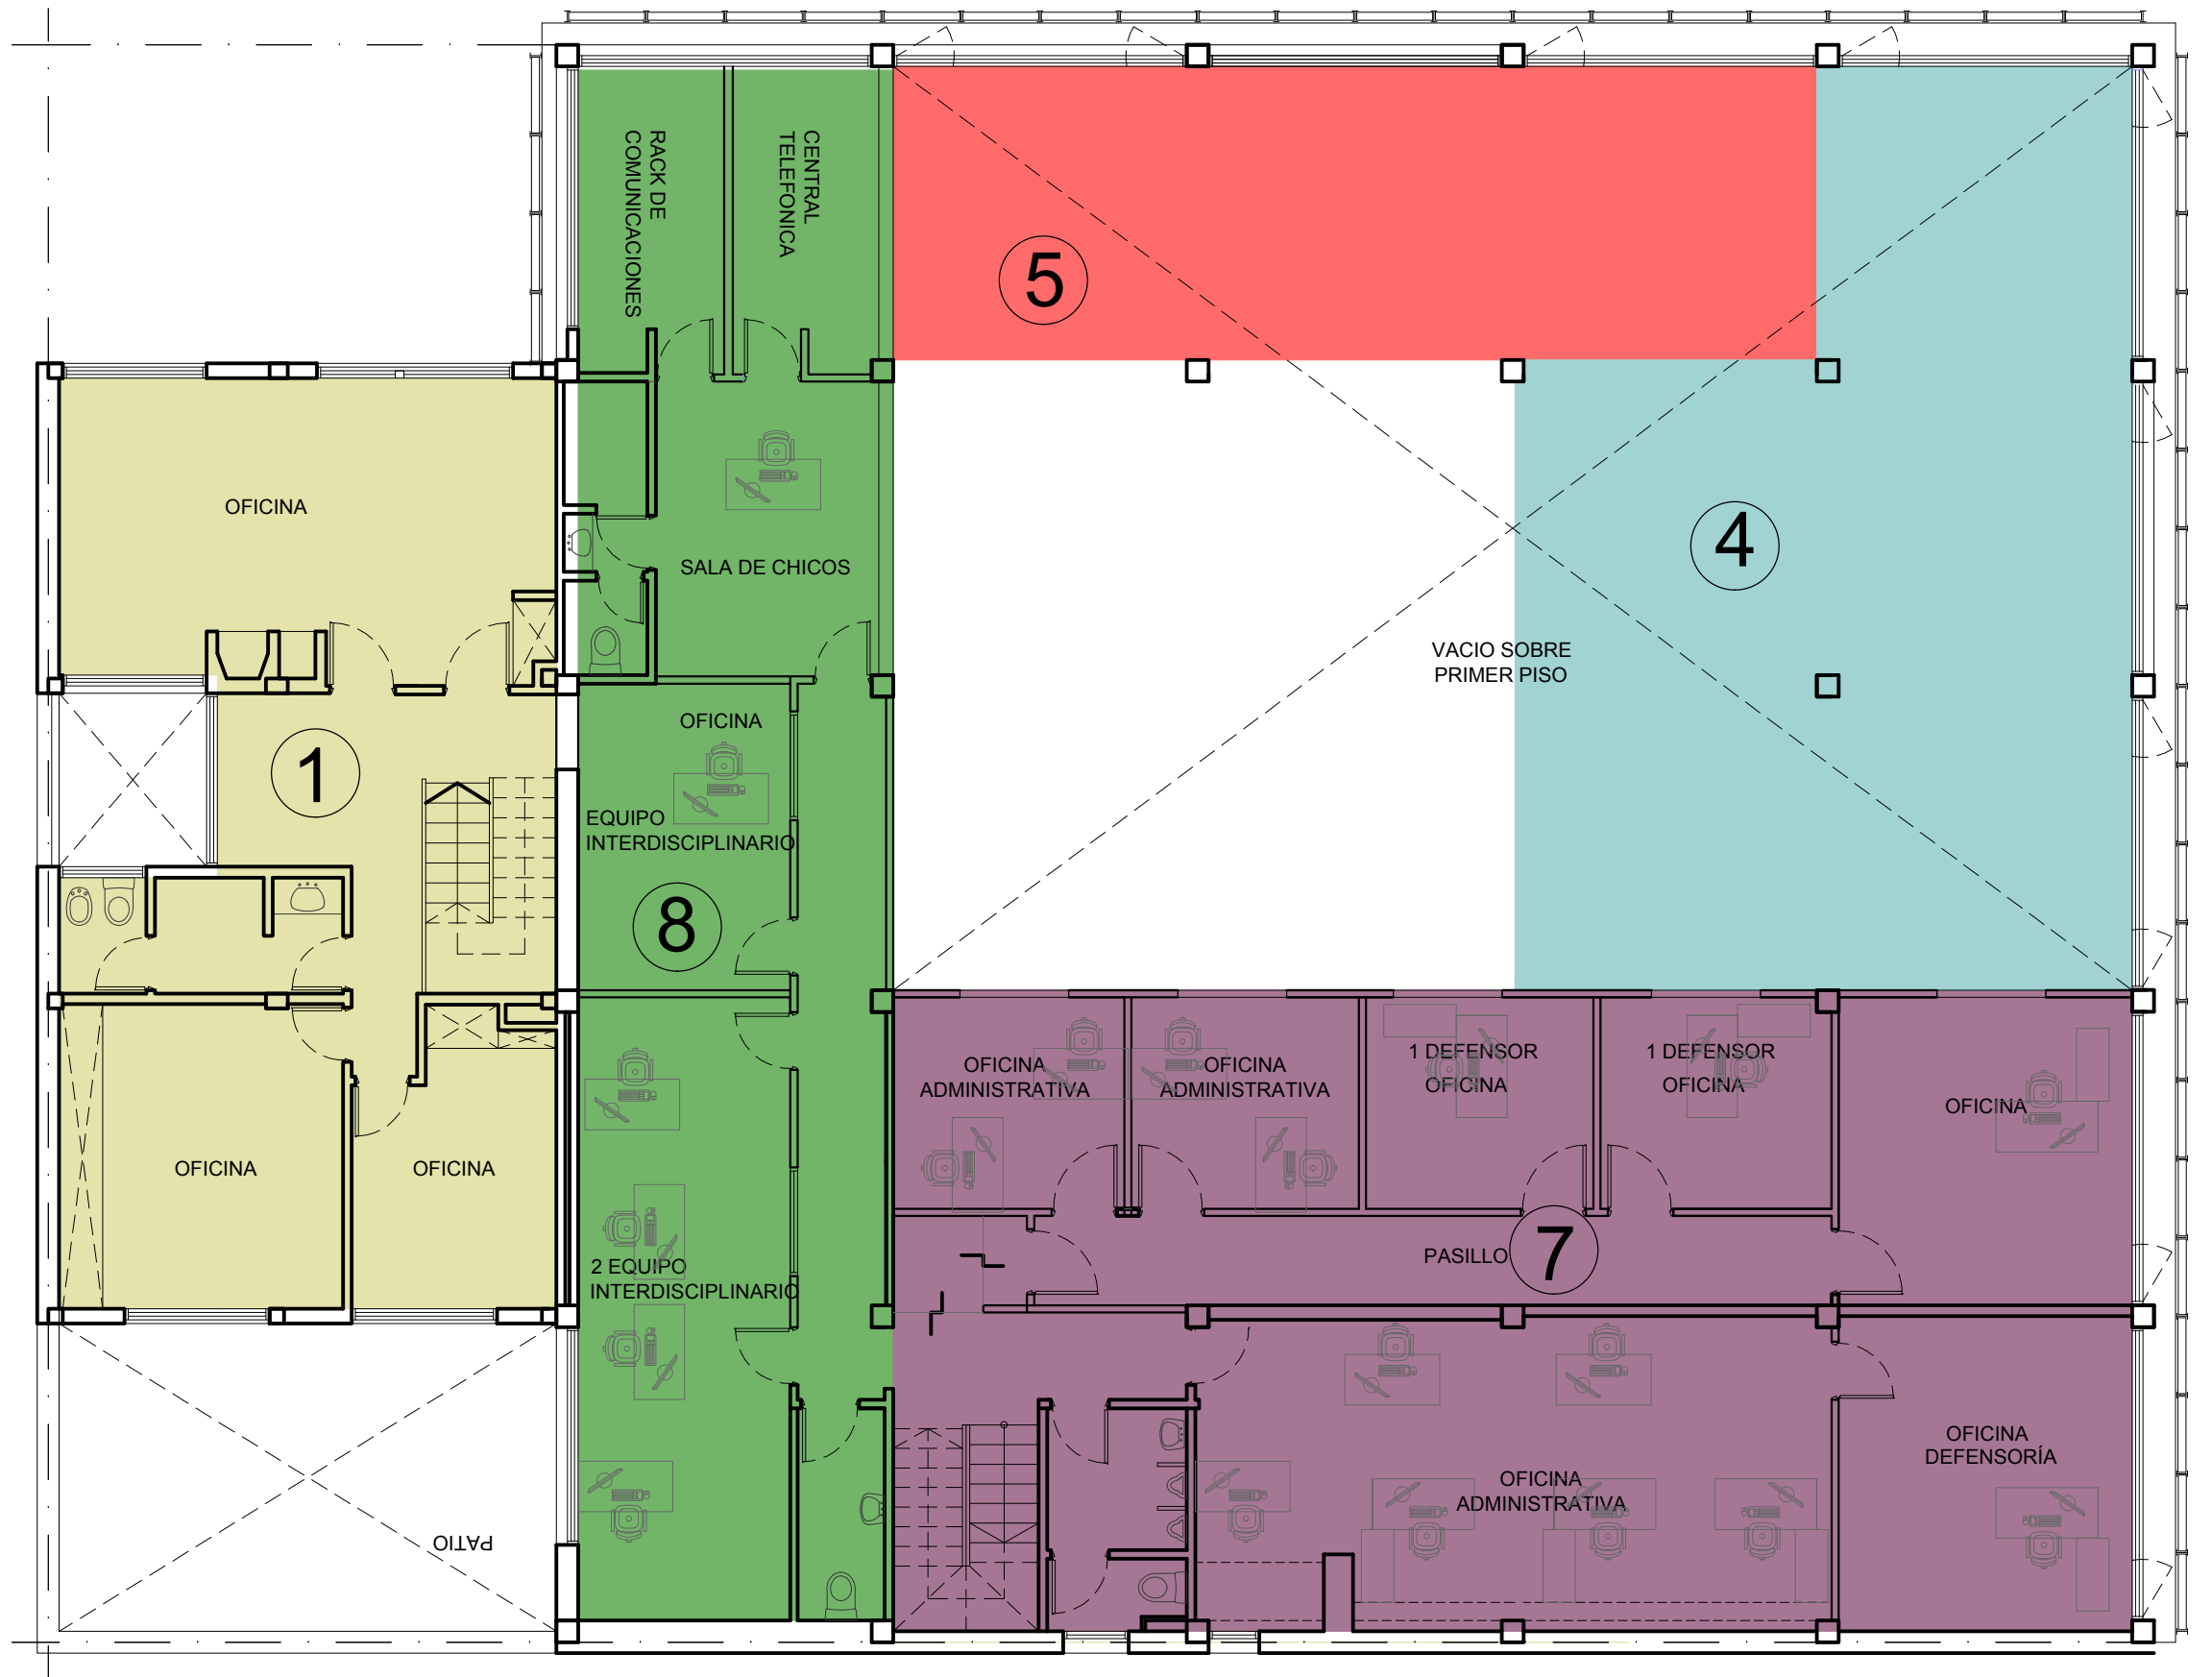 RACK DE
COMUNICACIONES
CENTRAL
TELEFONICA
5
OFICINA
SALA DE CHICOS
4
VACIO SOBRE
PRIMER PISO
OFICINA
1
EQUIPO
INTERDISCIPLINARIO
8
OFICINA
ADMINISTRATIVA
OFICINA
ADMINISTRATIVA
1 DEFENSOR
OFICINA
1 DEFENSOR
OFICINA
OFICINA
OFICINA
OFICINA
2 EQUIPO
INTERDISCIPLINARIO
PASILLO
7
OFICINA
DEFENSORÍA
OFICINA
ADMINISTRATIVA
PATIO